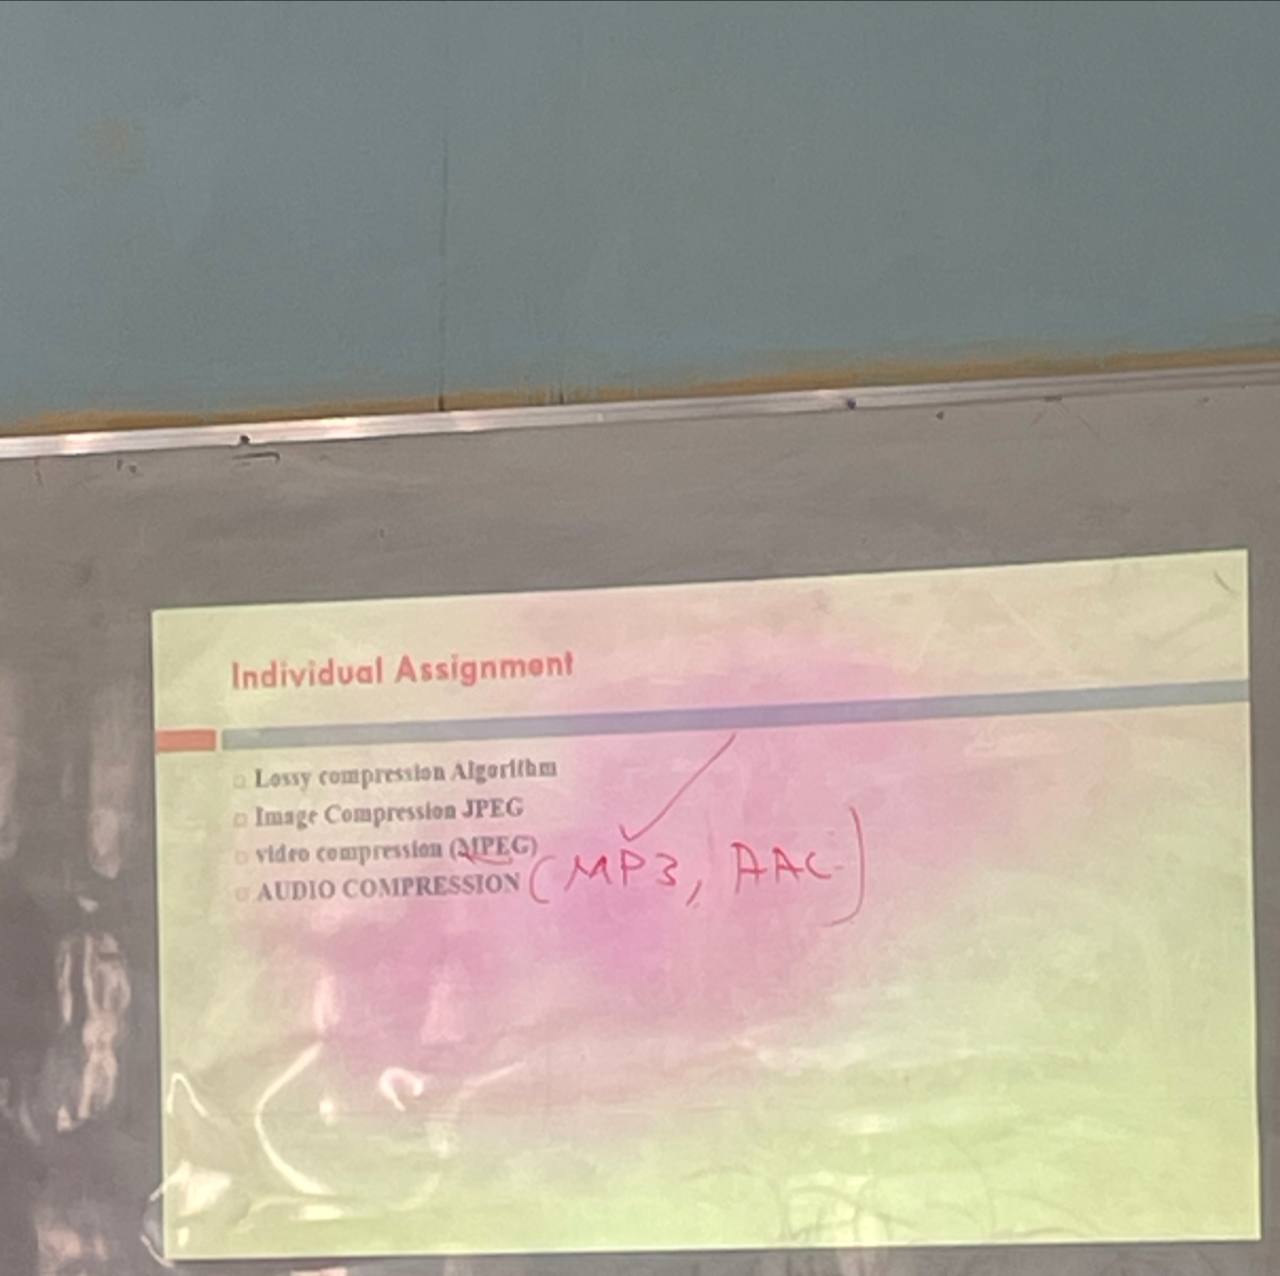 Individual Assignment
Lossy compression Algorithm
Image Compression JPEG
video compression (MPEG)
AUDIO COMPRESSION (MP3, AAC)